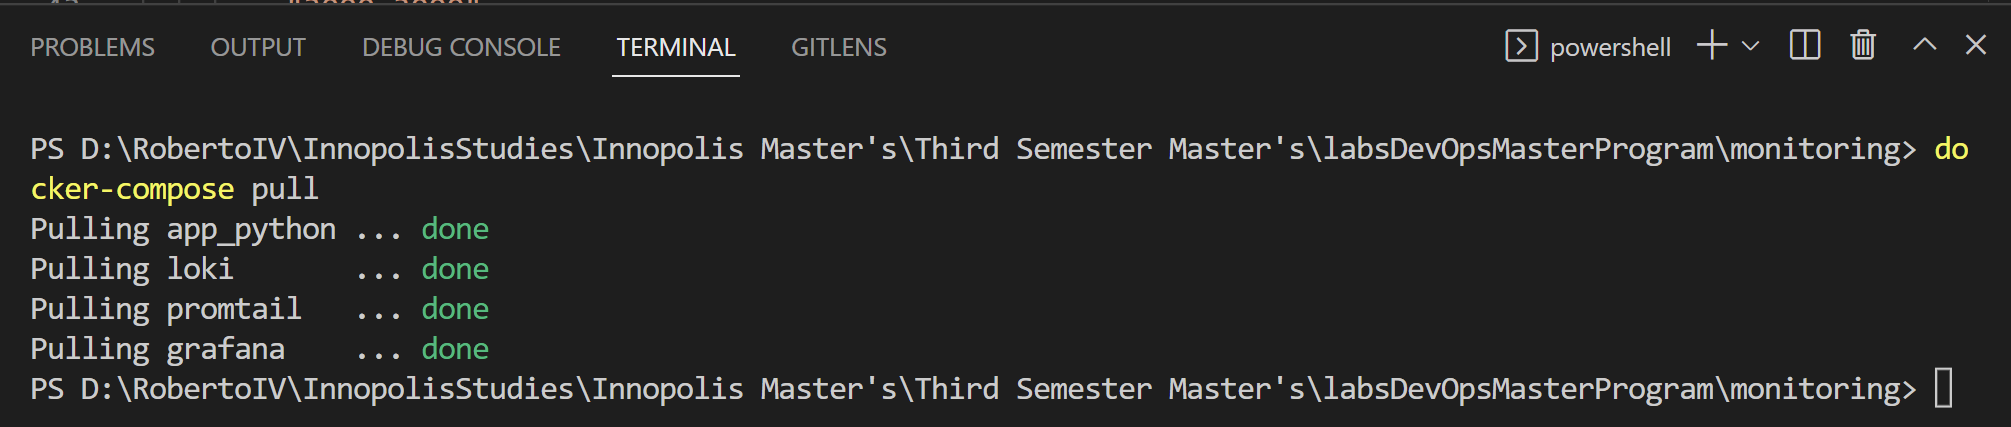 PROBLEMS OUTPUT DEBUG CONSOLE TERMINAL GITLENS powershell
PS D:\RobertoIV\InnopolisStudies\Innopolis Master's\Third Semester Master's\labsDevOpsMasterProgram\monitoring> do
cker-compose pull
Pulling app_python ... done
Pulling loki       ... done
Pulling promtail   ... done
Pulling grafana    ... done
PS D:\RobertoIV\InnopolisStudies\Innopolis Master's\Third Semester Master's\labsDevOpsMasterProgram\monitoring>